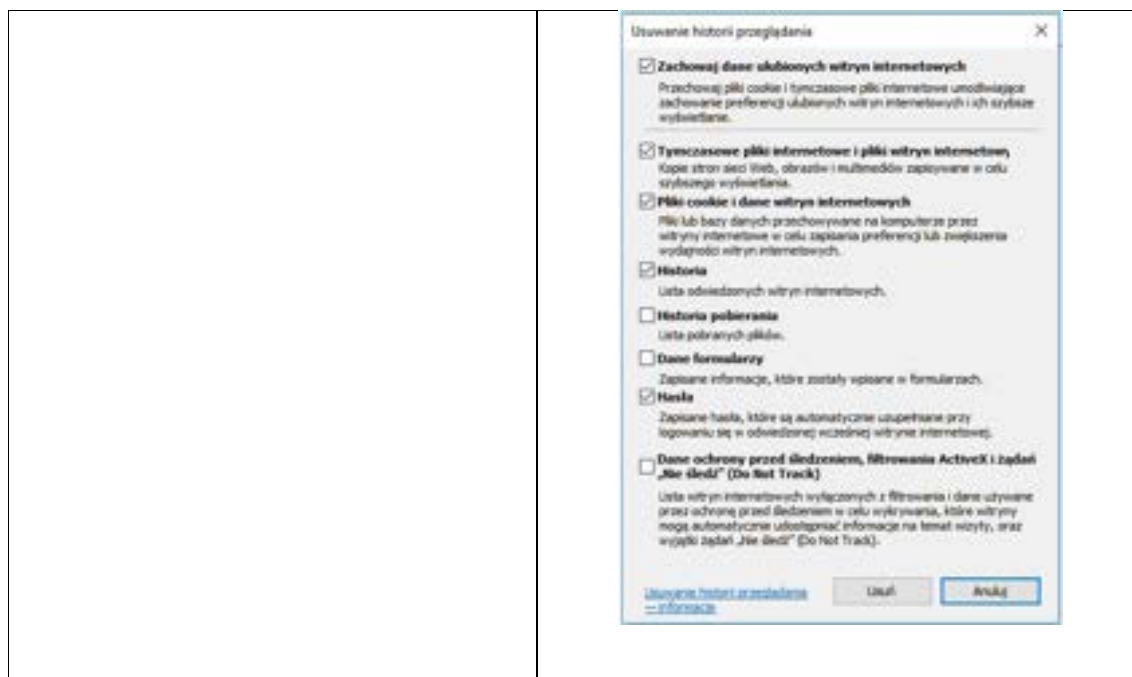 Usuwanie historii przeglądania
Zachowaj dane ulubionych witryn internetowych
Przechowaj pliki cookie i tymczasowe pliki internetowe umożliwiające
zachowanie preferencji ulubionych witryn internetowych i ich szybsze
wyświetlanie.
Tymczasowe pliki internetowe i pliki witryn internetowy
Kopie stron sieci Web, obrazów i multimediów zapisywane w celu
szybszego wyświetlania.
Pliki cookie i dane witryn internetowych
Pliki lub bazy danych przechowywane na komputerze przez
witryny internetowe w celu zapisania preferencji lub zwiększenia
wydajności witryn internetowych.
Historia
Lista odwiedzonych witryn internetowych.
Historia pobierania
Lista pobranych plików.
Dane formularzy
Zapisane informacje, które zostały wpisane w formularzach.
Hasła
Zapisane hasła, które są automatycznie uzupełniane przy
logowaniu się w odwiedzonej wcześniej witrynie internetowej.
Dane ochrony przed śledzeniem, filtrowania ActiveX i żądań
„Nie śledź” (Do Not Track)
Lista witryn internetowych wyłączonych z filtrowania i dane używane
przez ochronę przed śledzeniem w celu wykrywania, które witryny
mogą automatycznie udostępniać informacje na temat wizyty, oraz
wyjątki żądań „Nie śledź” (Do Not Track).
Usuwanie historii przeglądania
— informacje
Usuń
Anuluj